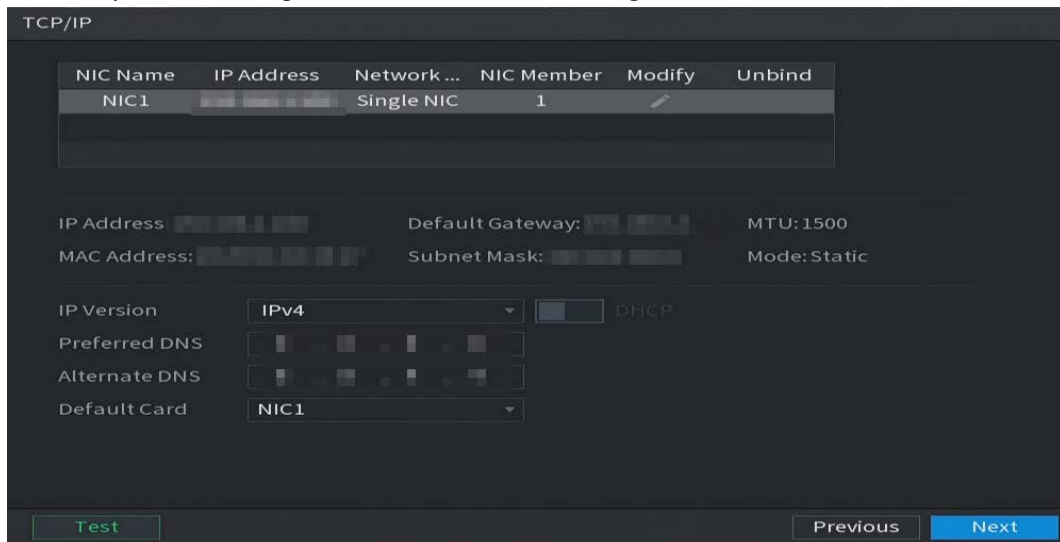 TCP/IP
NIC Name IP Address Network ... NIC Member Modify Unbind
NIC1 Single NIC 1
IP Address Default Gateway: MTU:1500
MAC Address: Subnet Mask: Mode:Static
IP Version IPv4 DHCP
Preferred DNS
Alternate DNS
Default Card NIC1
Test Previous Next